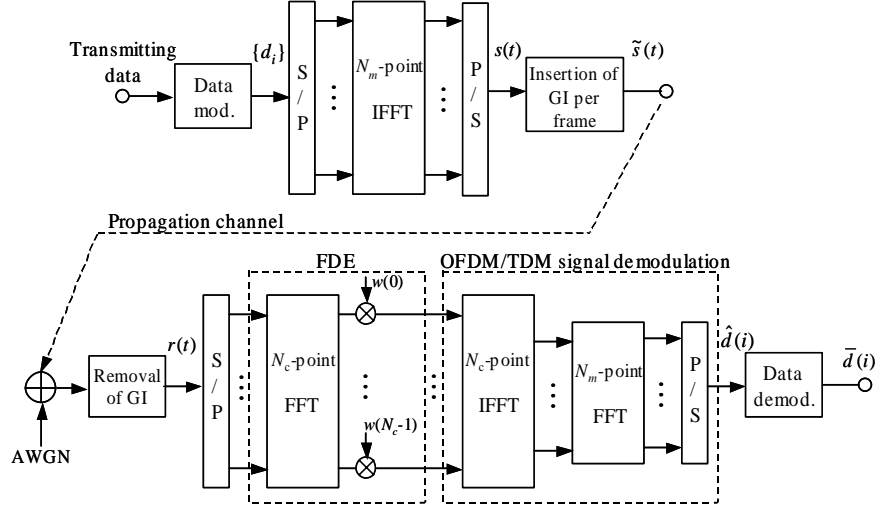 Transmitting
data
{d_i}
Data
mod.
S
/
P
N_m-point
IFFT
P
/
S
s(t)
Insertion of
GI per
frame
s̃(t)
Propagation channel
FDE
OFDM/TDM signal demodulation
w(0)
r(t)
Removal
of GI
S
/
P
N_c-point
FFT
w(N_c-1)
N_c-point
IFFT
N_m-point
FFT
P
/
S
d̂(i)
Data
demod.
d̄(i)
AWGN